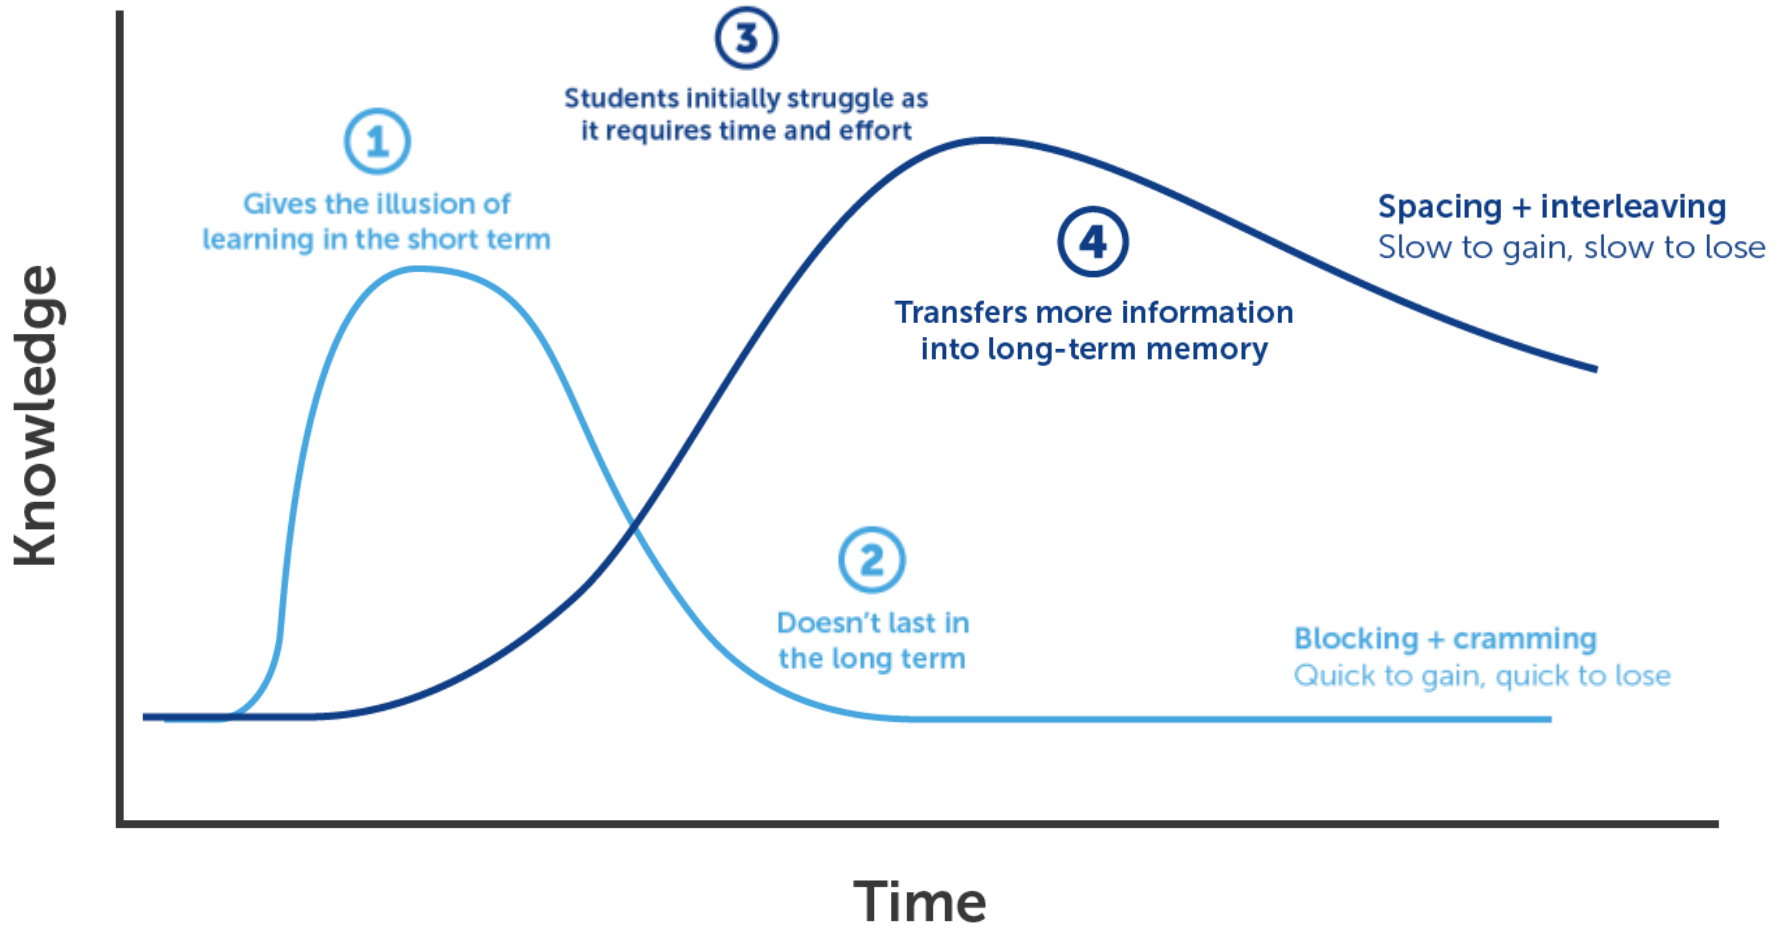 3
Students initially struggle as
it requires time and effort
1
Gives the illusion of
learning in the short term
Spacing + interleaving
Slow to gain, slow to lose
4
Transfers more information
into long-term memory
Knowledge
2
Doesn't last in
the long term
Blocking + cramming
Quick to gain, quick to lose
Time